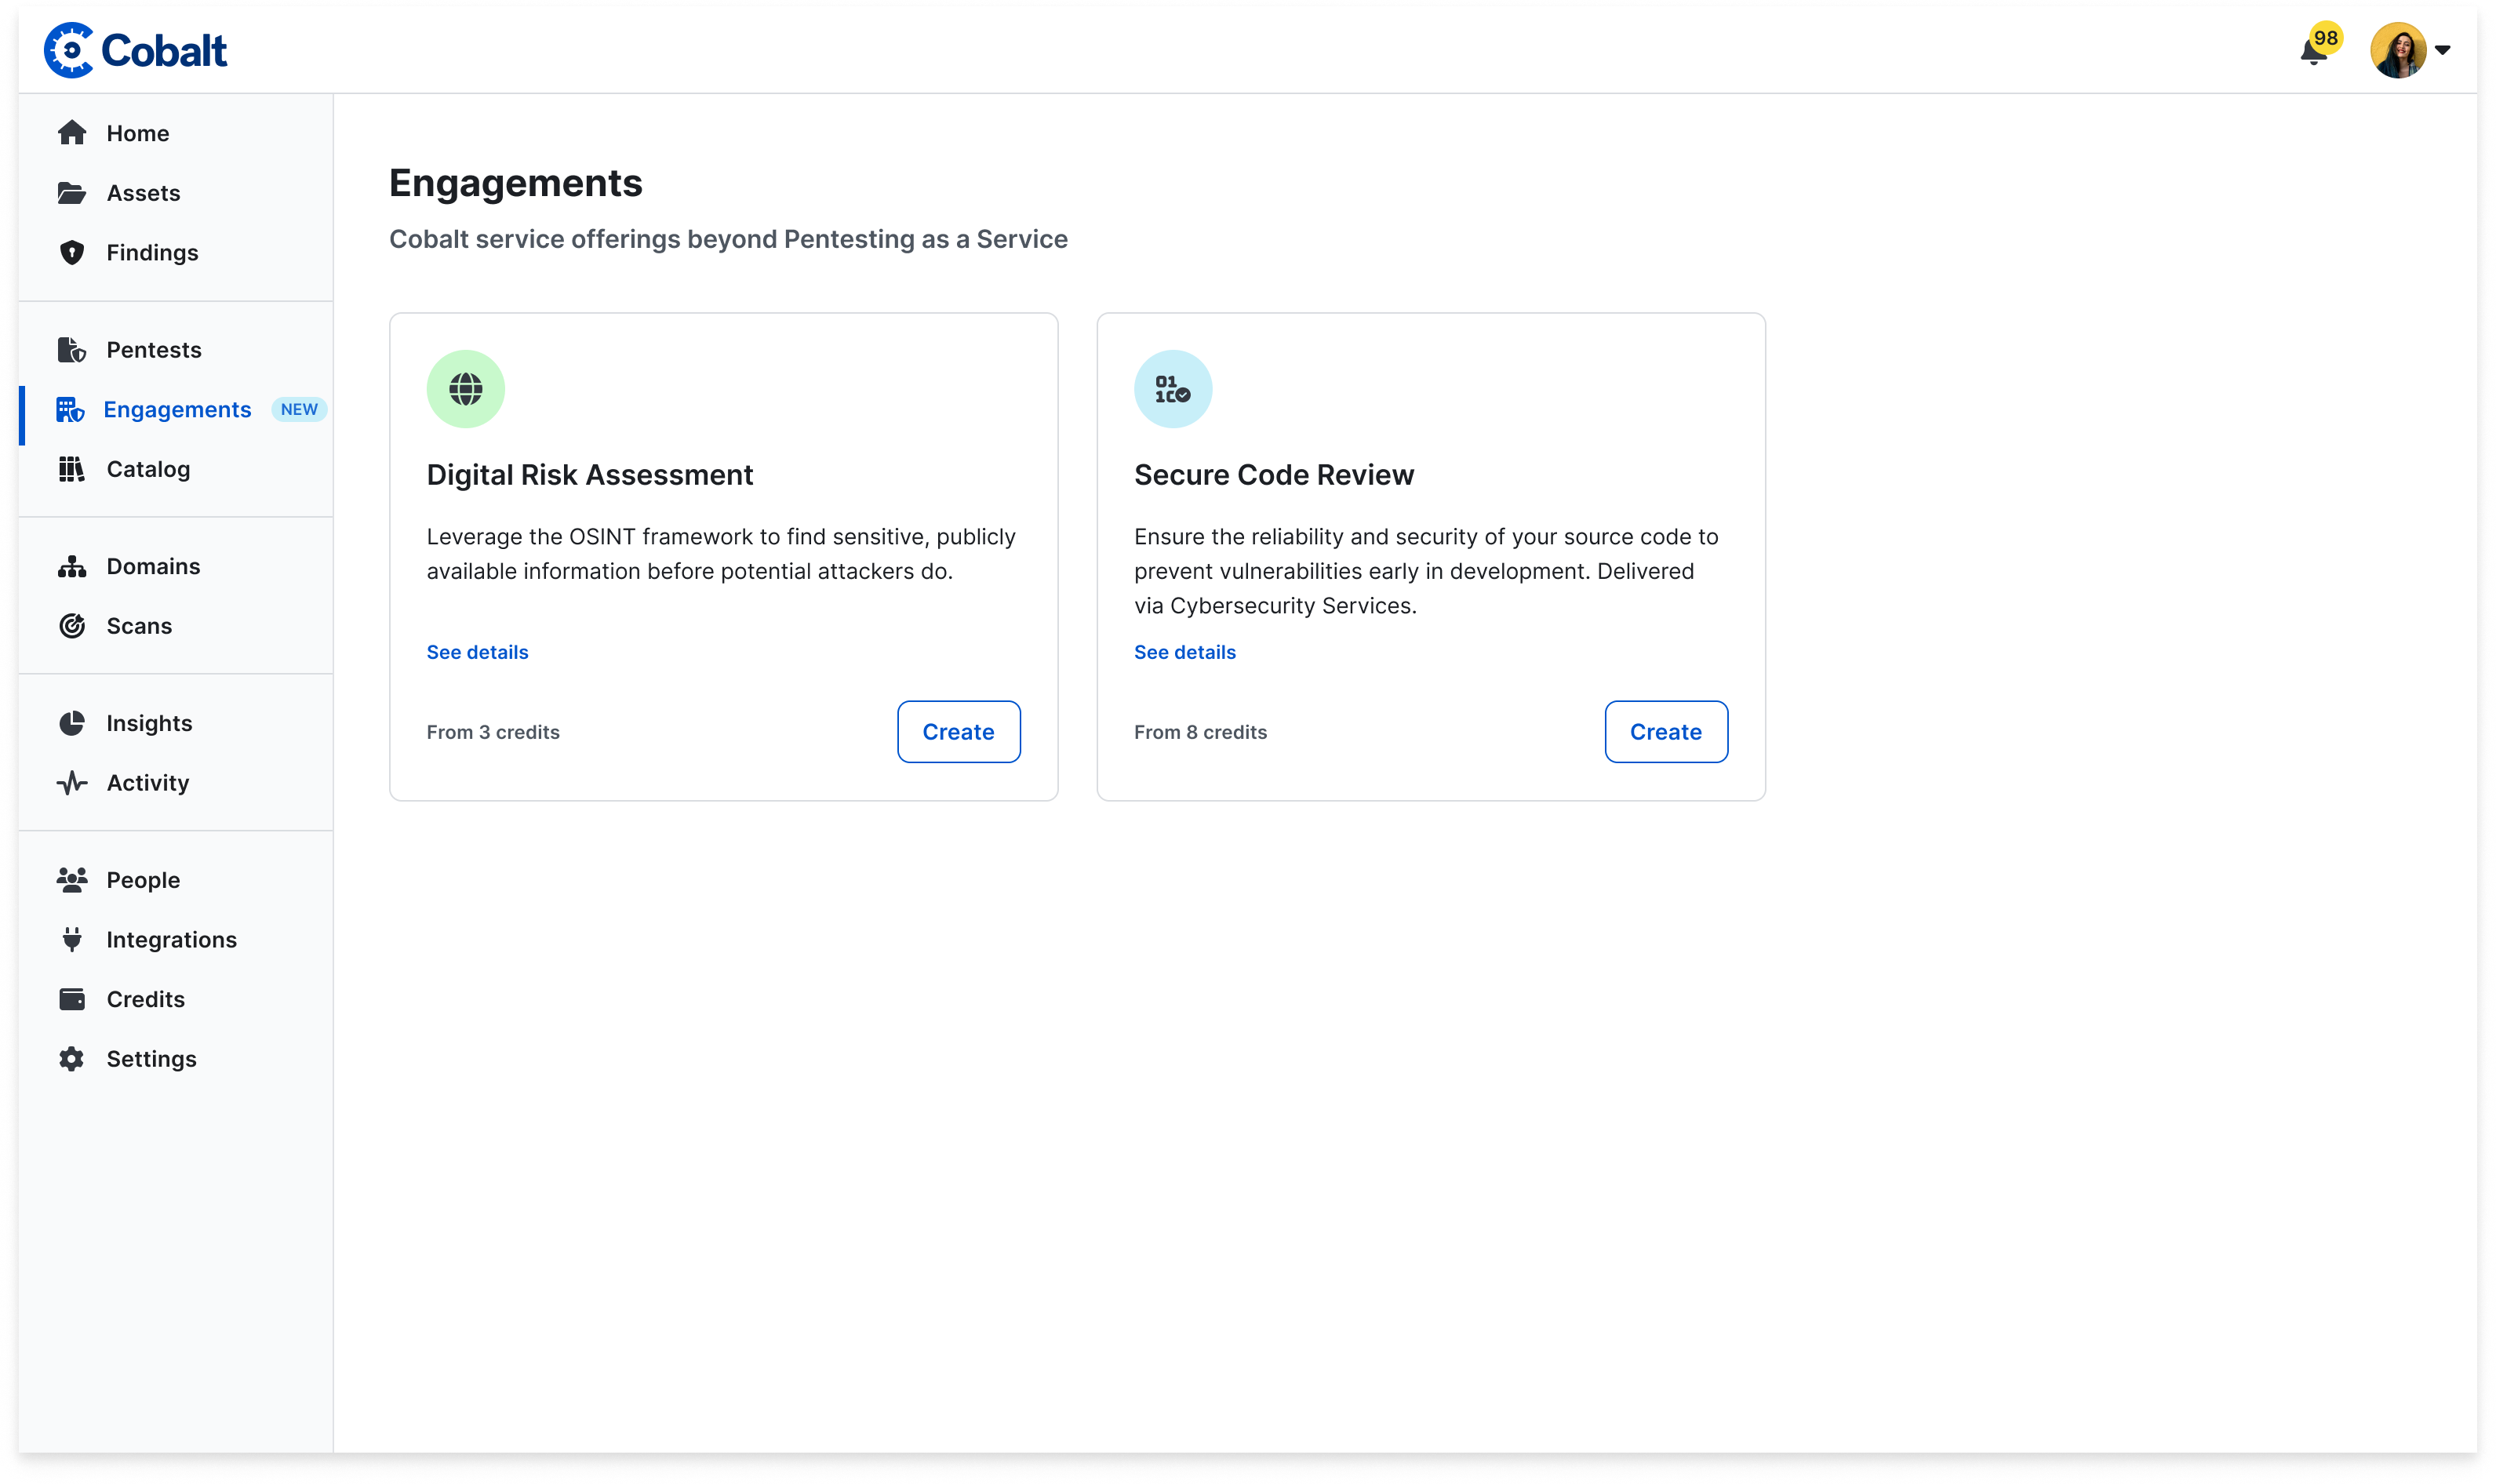 Cobalt
98
Home
Assets
Findings
Pentests
Engagements NEW
Catalog
Domains
Scans
Insights
Activity
People
Integrations
Credits
Settings
Engagements
Cobalt service offerings beyond Pentesting as a Service
Digital Risk Assessment
Leverage the OSINT framework to find sensitive, publicly
available information before potential attackers do.
See details
From 3 credits
Create
Secure Code Review
Ensure the reliability and security of your source code to
prevent vulnerabilities early in development. Delivered
via Cybersecurity Services.
See details
From 8 credits
Create